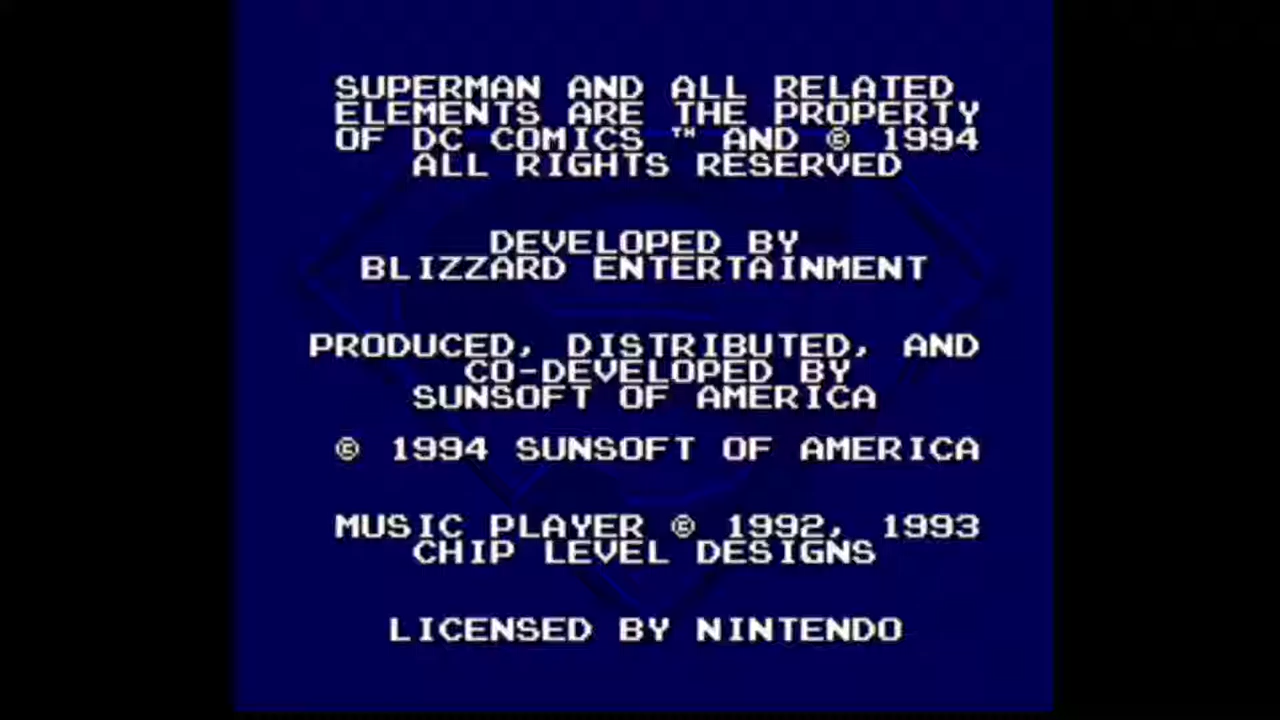 SUPERMAN AND ALL RELATED
ELEMENTS ARE THE PROPERTY
OF DC COMICS ™ AND © 1994
ALL RIGHTS RESERVED
DEVELOPED BY
BLIZZARD ENTERTAINMENT
PRODUCED, DISTRIBUTED, AND
CO-DEVELOPED BY
SUNSOFT OF AMERICA
© 1994 SUNSOFT OF AMERICA
MUSIC PLAYER © 1992, 1993
CHIP LEVEL DESIGNS
LICENSED BY NINTENDO